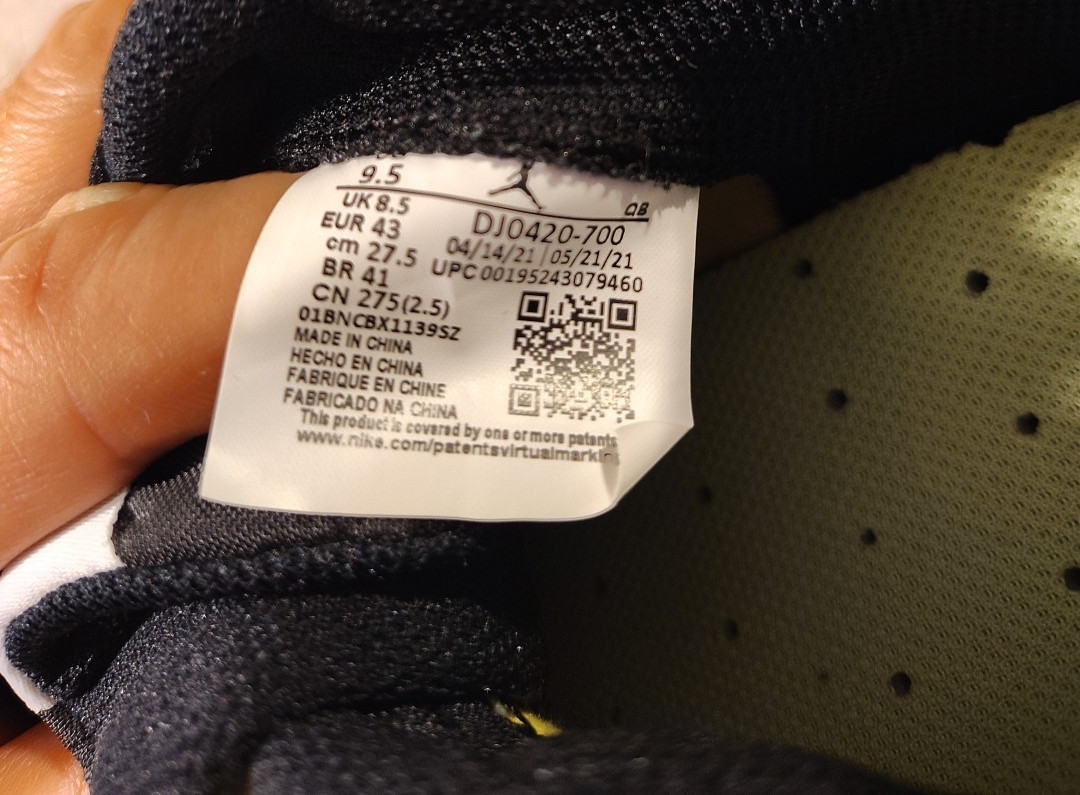 9.5
UK 8.5
EUR 43
cm 27.5
BR 41
CN 275(2.5)
QB
DJ0420-700
04/14/21 | 05/21/21
UPC 00195243079460
01BNCBX1139SZ
MADE IN CHINA
HECHO EN CHINA
FABRIQUE EN CHINE
FABRICADO NA CHINA
This product is covered by one or more patents
www.nike.com/patentsvirtualmarkin